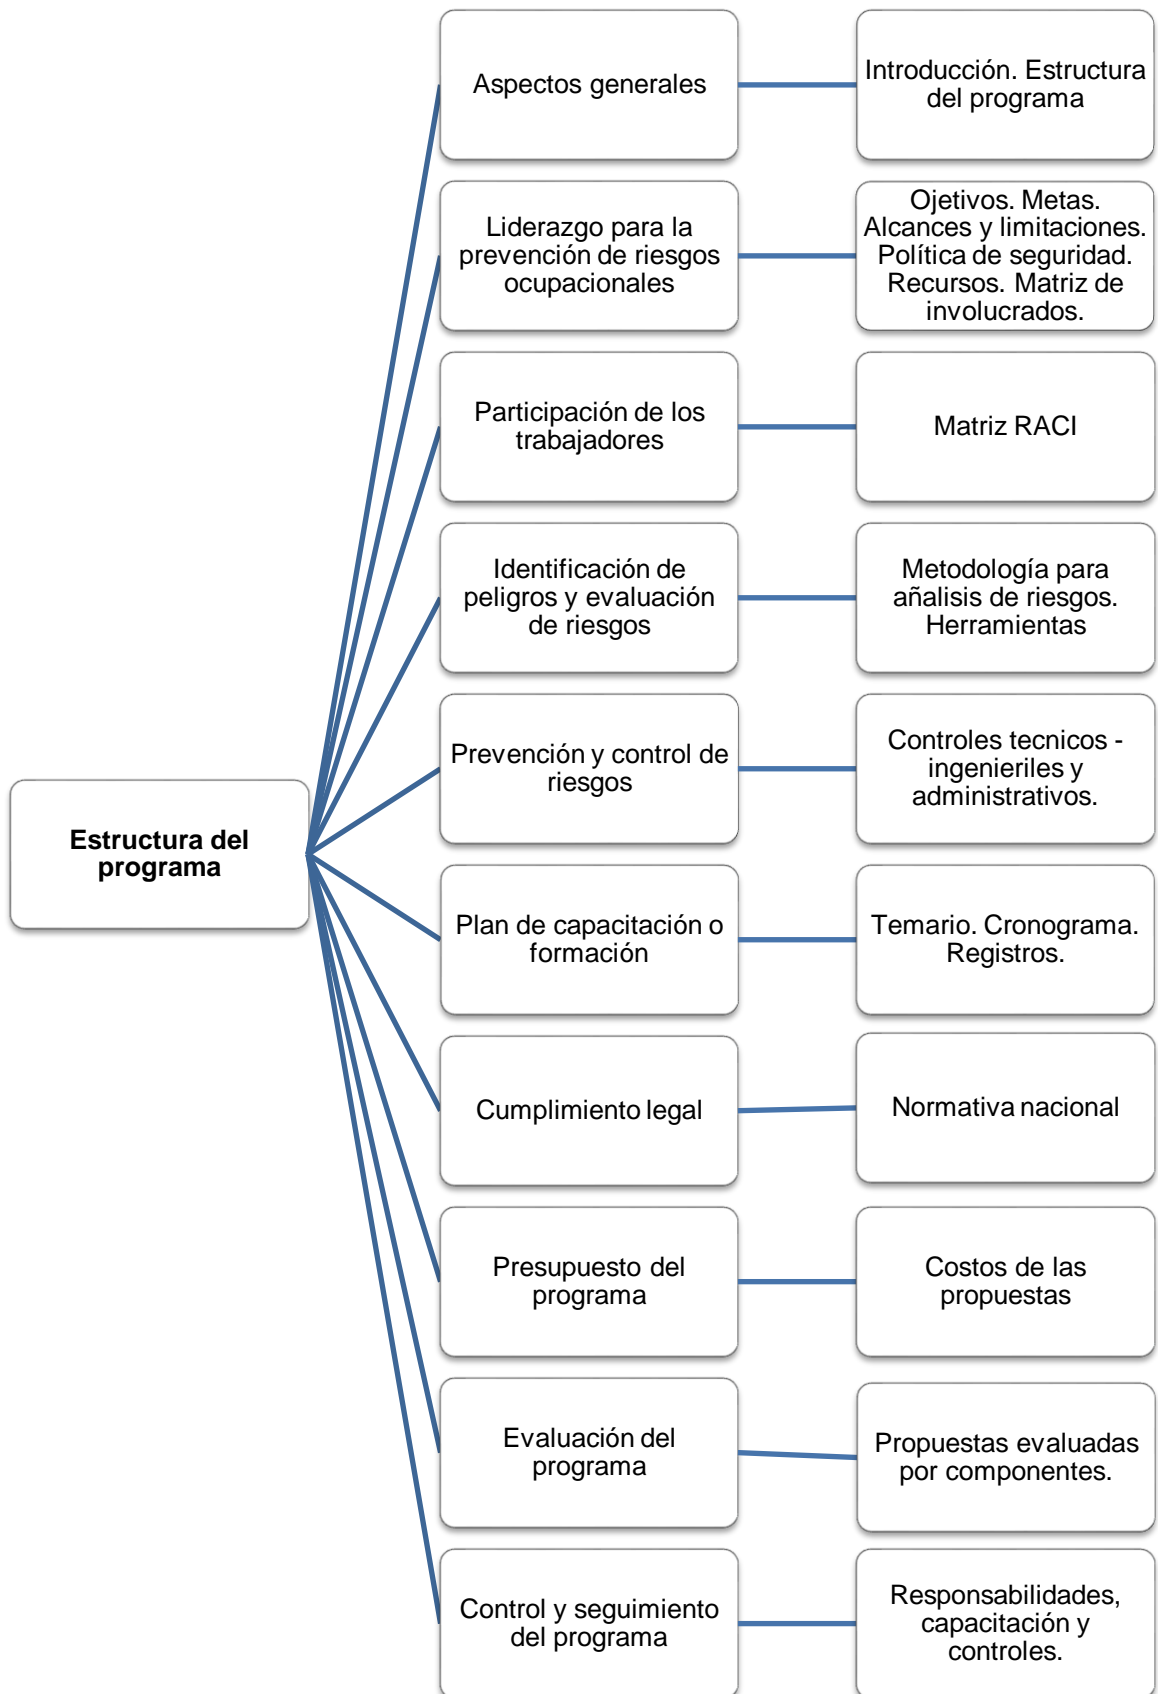 Aspectos generales
Introducción. Estructura
del programa
Liderazgo para la
prevención de riesgos
ocupacionales
Ojetivos. Metas.
Alcances y limitaciones.
Política de seguridad.
Recursos. Matriz de
involucrados.
Participación de los
trabajadores
Matriz RACI
Identificación de
peligros y evaluación
de riesgos
Metodología para
añalisis de riesgos.
Herramientas
Prevención y control de
riesgos
Controles tecnicos -
ingenieriles y
administrativos.
Estructura del
programa
Plan de capacitación o
formación
Temario. Cronograma.
Registros.
Cumplimiento legal
Normativa nacional
Presupuesto del
programa
Costos de las
propuestas
Evaluación del
programa
Propuestas evaluadas
por componentes.
Control y seguimiento
del programa
Responsabilidades,
capacitación y
controles.